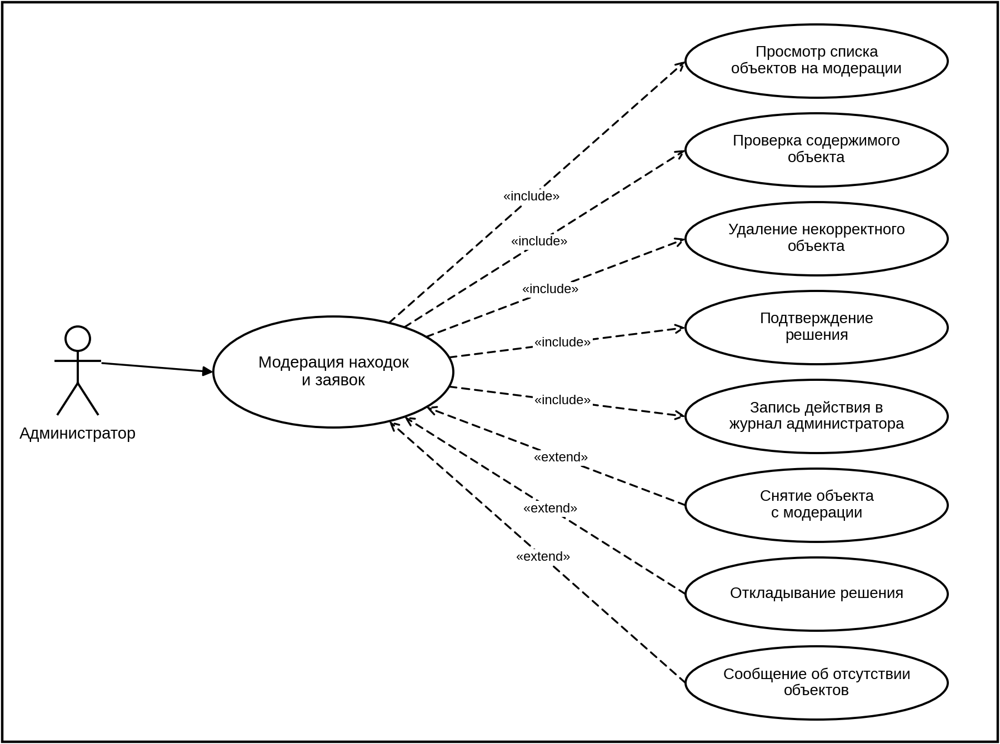 Просмотр списка
объектов на модерации
Проверка содержимого
объекта
«include»
«include»
Удаление некорректного
объекта
«include»
Подтверждение
решения
«include»
Модерация находок
и заявок
Администратор
«include»
Запись действия в
журнал администратора
«extend»
Снятие объекта
с модерации
«extend»
«extend»
Откладывание решения
Сообщение об отсутствии
объектов